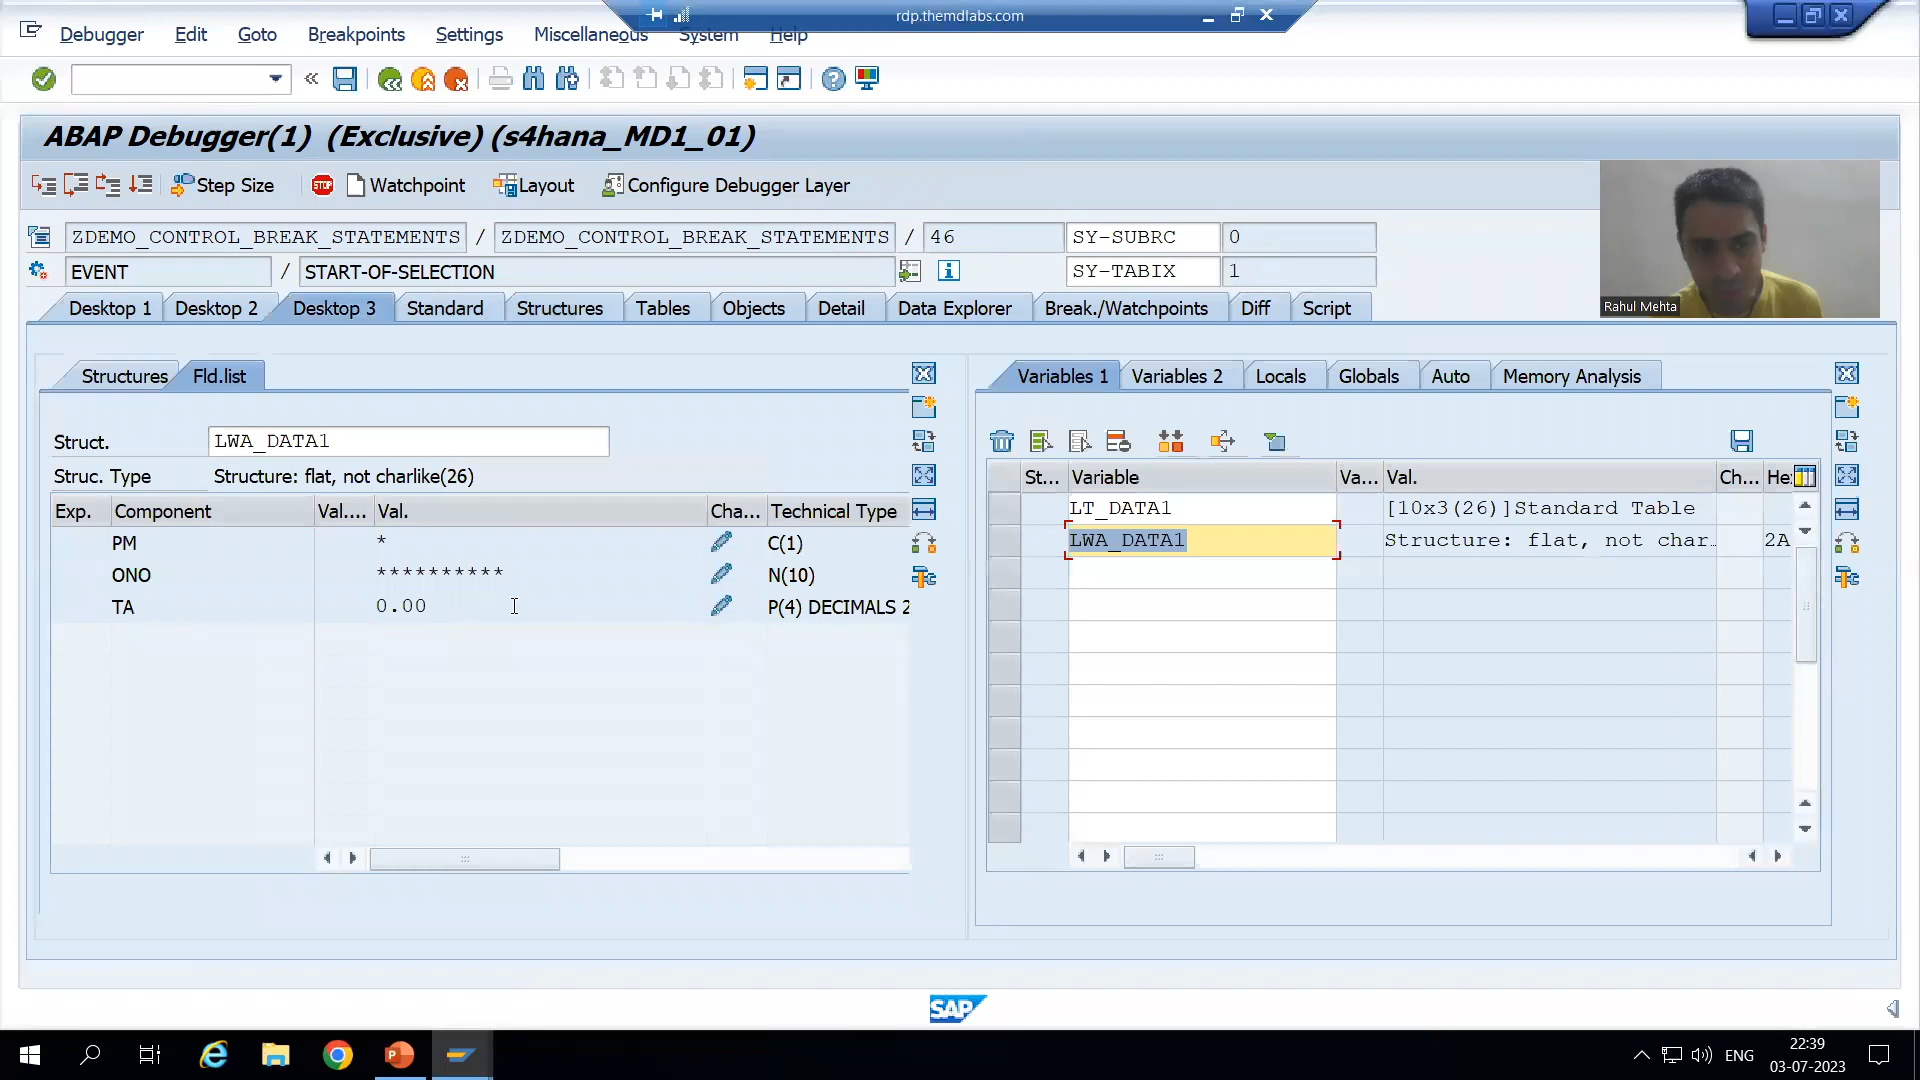 rdp.themdlabs.com
Debugger Edit Goto Breakpoints Settings Miscellaneous System Help
ABAP Debugger(1) (Exclusive) (s4hana_MD1_01)
Step Size STOP Watchpoint Layout Configure Debugger Layer
ZDEMO_CONTROL_BREAK_STATEMENTS / ZDEMO_CONTROL_BREAK_STATEMENTS / 46 SY-SUBRC 0
EVENT / START-OF-SELECTION SY-TABIX 1
Rahul Mehta
Desktop 1 Desktop 2 Desktop 3 Standard Structures Tables Objects Detail Data Explorer Break./Watchpoints Diff Script
Structures Fld.list
Variables 1 Variables 2 Locals Globals Auto Memory Analysis
Struct. LWA_DATA1
Struc. Type Structure: flat, not charlike(26)
Exp. Component Val.... Val. Cha... Technical Type
PM * C(1)
ONO ********** N(10)
TA 0.00 P(4) DECIMALS 2
St... Variable Va... Val. Ch... He
LT_DATA1 [10x3(26)]Standard Table
LWA_DATA1 Structure: flat, not char. 2A
SAP
ENG
22:39
03-07-2023